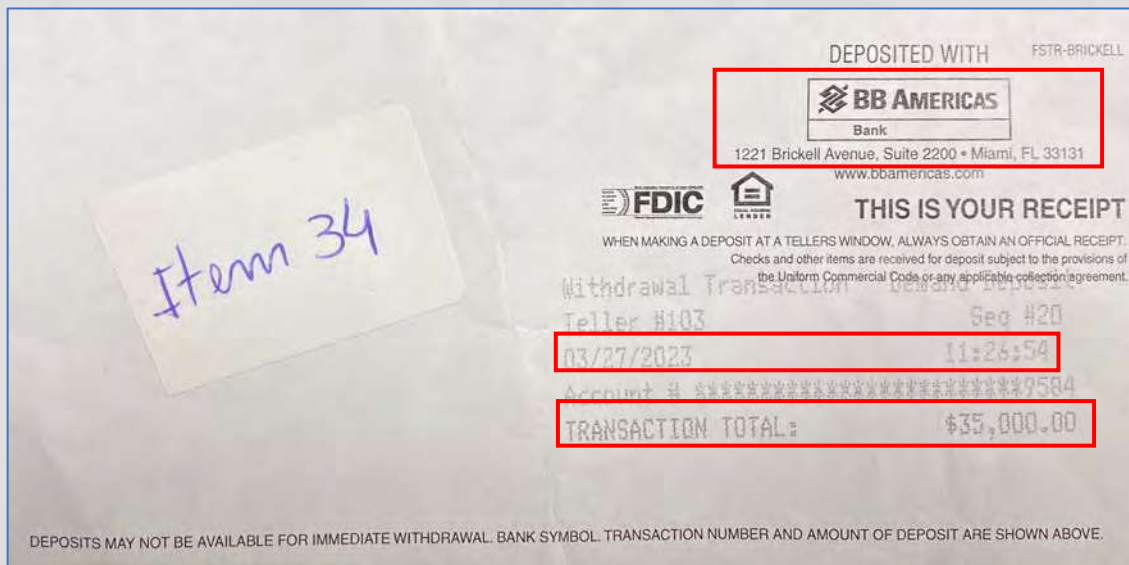 DEPOSITED WITH FSTR-BRICKELL
BB AMERICAS
Bank
1221 Brickell Avenue, Suite 2200 • Miami, FL 33131
www.bbamericas.com
FDIC
LENDER
THIS IS YOUR RECEIPT
WHEN MAKING A DEPOSIT AT A TELLERS WINDOW, ALWAYS OBTAIN AN OFFICIAL RECEIPT.
Checks and other items are received for deposit subject to the provisions of
the Uniform Commercial Code or any applicable collection agreement.
Item 34
Withdrawal Transaction Demand Deposit
Teller #103 Seq #20
03/27/2023 11:26:54
Account # *************************9584
TRANSACTION TOTAL: $35,000.00
DEPOSITS MAY NOT BE AVAILABLE FOR IMMEDIATE WITHDRAWAL. BANK SYMBOL. TRANSACTION NUMBER AND AMOUNT OF DEPOSIT ARE SHOWN ABOVE.